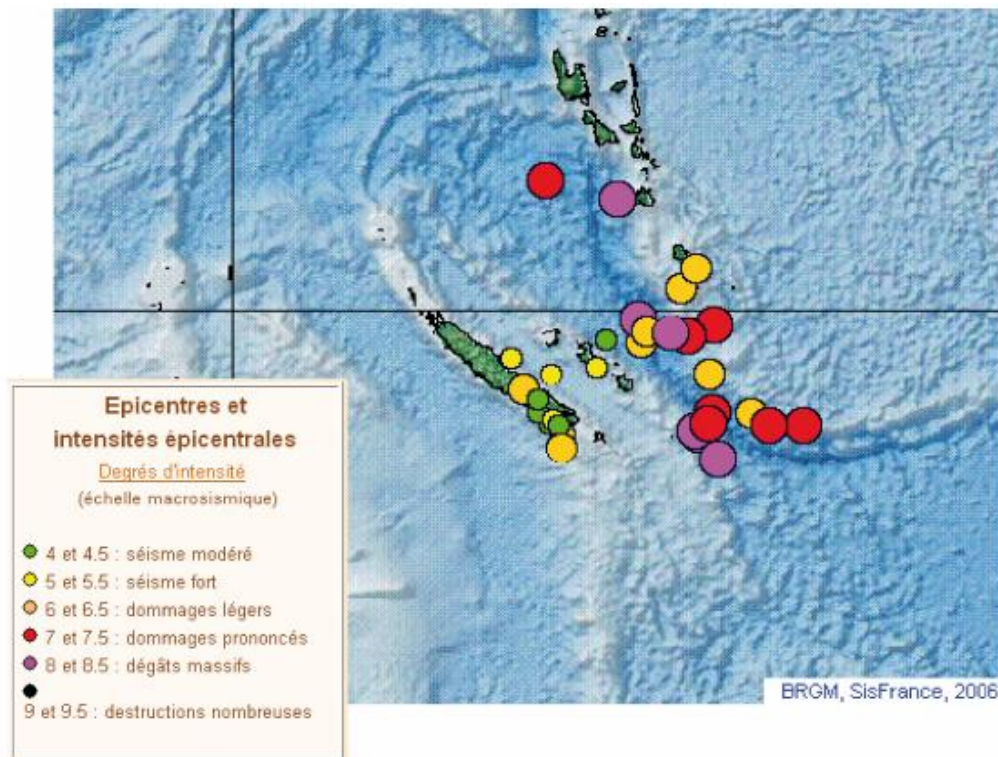 Epicentres et
intensités épicentrales
Degrés d'intensité
(échelle macrosismique)
4 et 4.5 : séisme modéré
5 et 5.5 : séisme fort
6 et 6.5 : dommages légers
7 et 7.5 : dommages prononcés
8 et 8.5 : dégâts massifs
9 et 9.5 : destructions nombreuses
BRGM, SisFrance, 2006